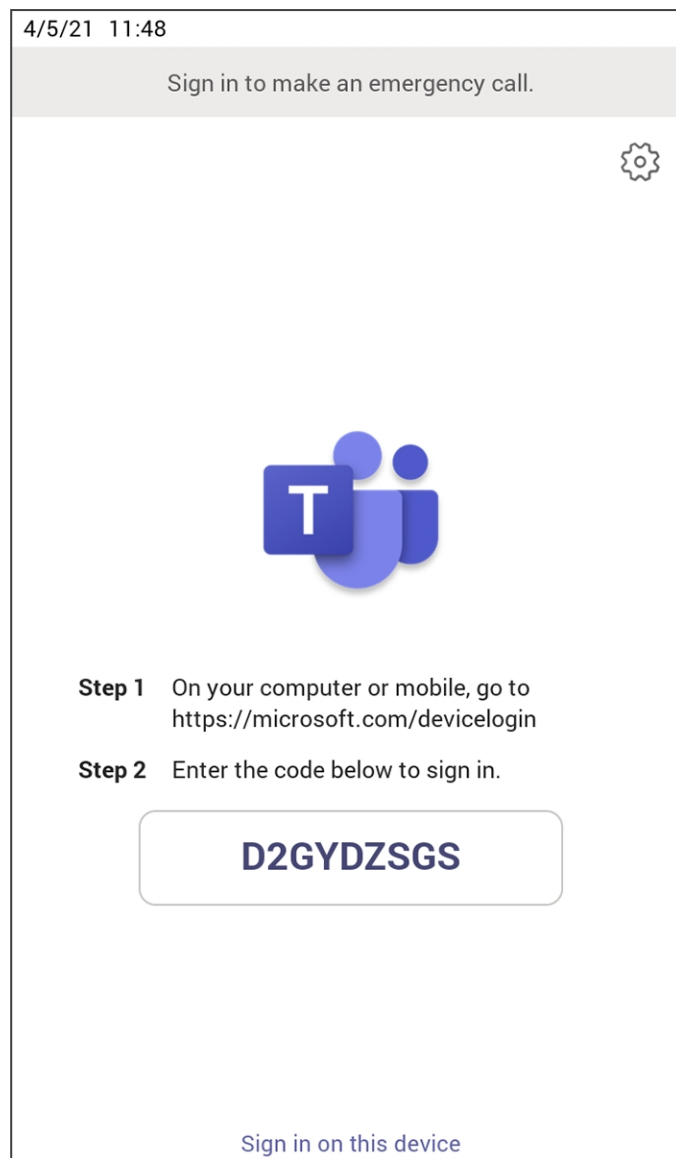 4/5/21 11:48
Sign in to make an emergency call.
T
Step 1 On your computer or mobile, go to
https://microsoft.com/devicelogin
Step 2 Enter the code below to sign in.
D2GYDZSGS
Sign in on this device